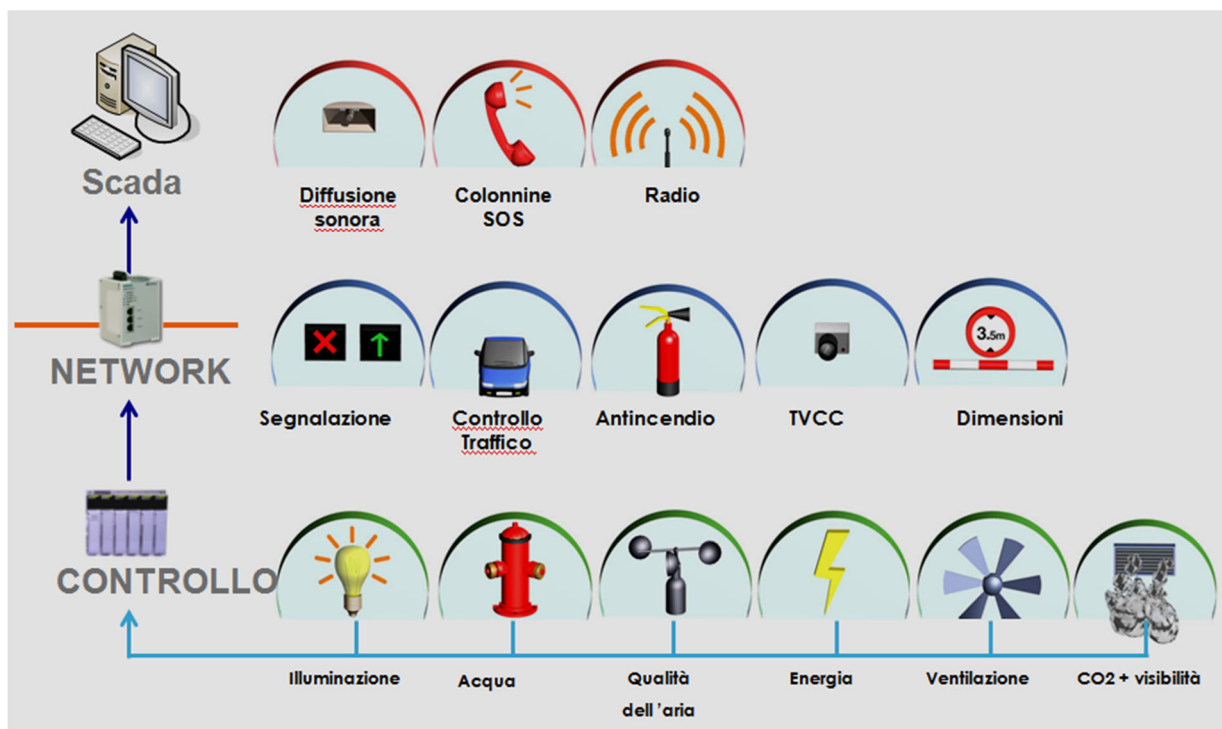 Scada
Diffusione
sonora
Colonnine
SOS
Radio
NETWORK
3.5m
Segnalazione
Controllo
Traffico
Antincendio
TVCC
Dimensioni
CONTROLLO
Illuminazione
Acqua
Qualità
dell 'aria
Energia
Ventilazione
CO2 + visibilità